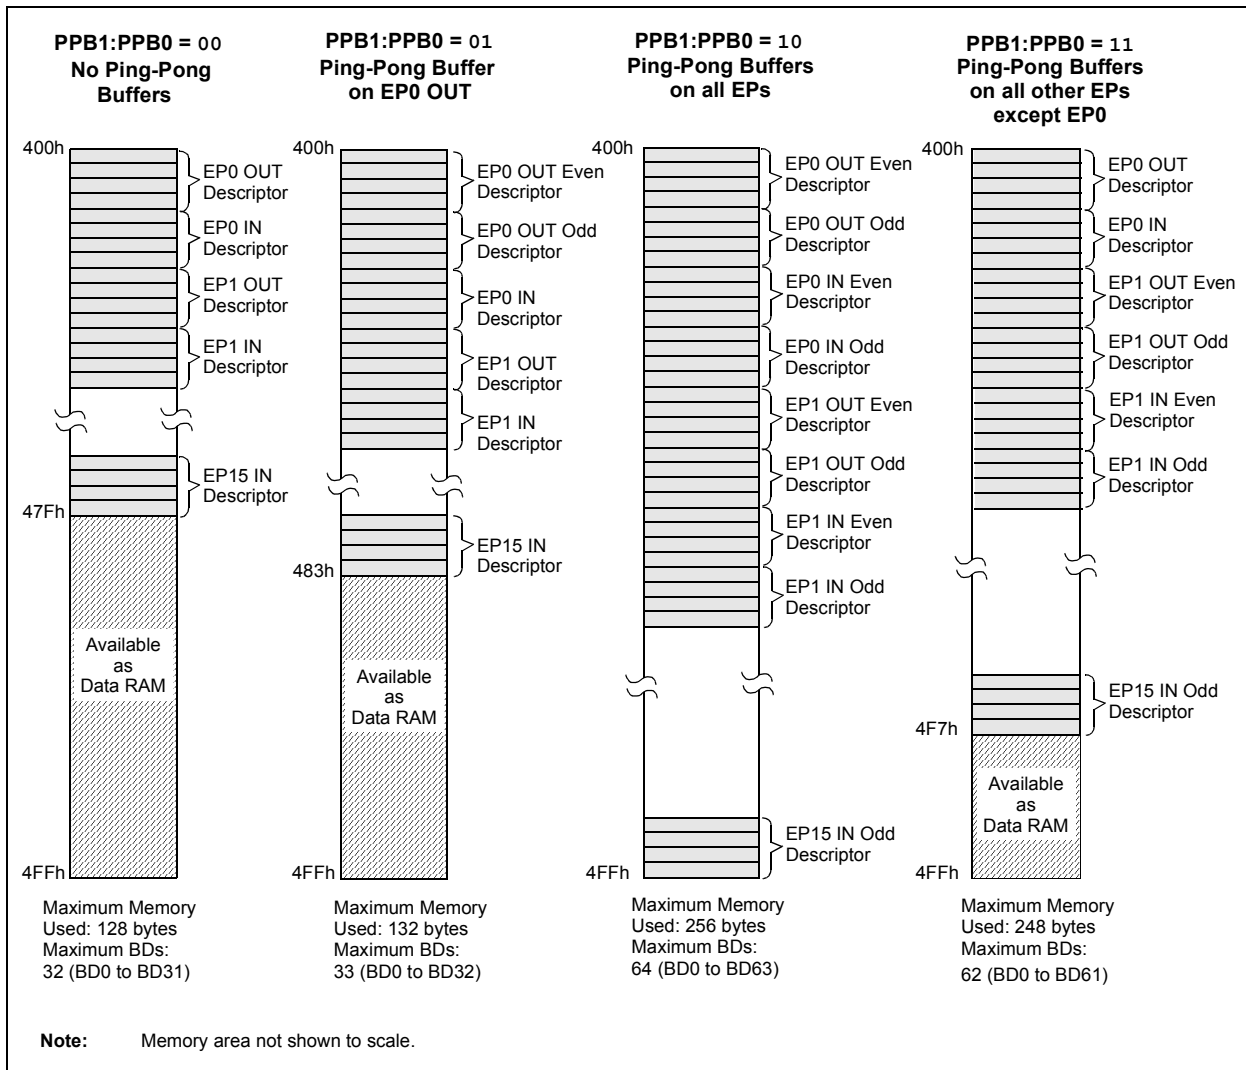 PPB1:PPB0 = 00
No Ping-Pong
Buffers
400h
EP0 OUT
Descriptor
EP0 IN
Descriptor
EP1 OUT
Descriptor
EP1 IN
Descriptor
EP15 IN
Descriptor
47Fh
Available
as
Data RAM
4FFh
Maximum Memory
Used: 128 bytes
Maximum BDs:
32 (BD0 to BD31)
PPB1:PPB0 = 01
Ping-Pong Buffer
on EP0 OUT
400h
EP0 OUT Even
Descriptor
EP0 OUT Odd
Descriptor
EP0 IN
Descriptor
EP1 OUT
Descriptor
EP1 IN
Descriptor
EP15 IN
Descriptor
483h
Available
as
Data RAM
4FFh
Maximum Memory
Used: 132 bytes
Maximum BDs:
33 (BD0 to BD32)
PPB1:PPB0 = 10
Ping-Pong Buffers
on all EPs
400h
EP0 OUT Even
Descriptor
EP0 OUT Odd
Descriptor
EP0 IN Even
Descriptor
EP0 IN Odd
Descriptor
EP1 OUT Even
Descriptor
EP1 OUT Odd
Descriptor
EP1 IN Even
Descriptor
EP1 IN Odd
Descriptor
EP15 IN Odd
Descriptor
4FFh
Maximum Memory
Used: 256 bytes
Maximum BDs:
64 (BD0 to BD63)
PPB1:PPB0 = 11
Ping-Pong Buffers
on all other EPs
except EP0
400h
EP0 OUT
Descriptor
EP0 IN
Descriptor
EP1 OUT Even
Descriptor
EP1 OUT Odd
Descriptor
EP1 IN Even
Descriptor
EP1 IN Odd
Descriptor
EP15 IN Odd
Descriptor
4F7h
Available
as
Data RAM
4FFh
Maximum Memory
Used: 248 bytes
Maximum BDs:
62 (BD0 to BD61)
Note: Memory area not shown to scale.